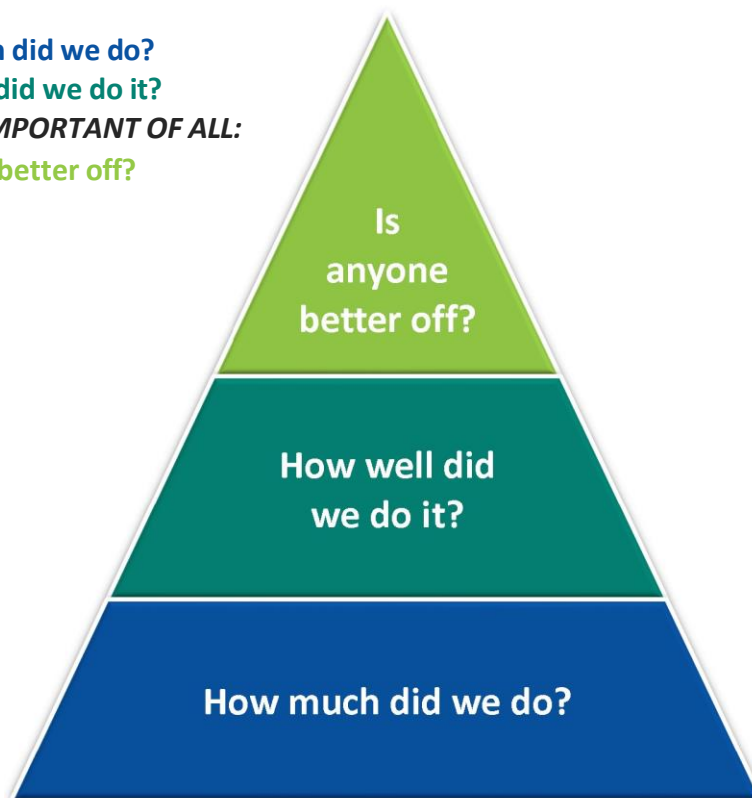 did we do?
did we do it?
OF ALL:
better off?
Is
anyone
better off?
How well did
we do it?
How much did we do?